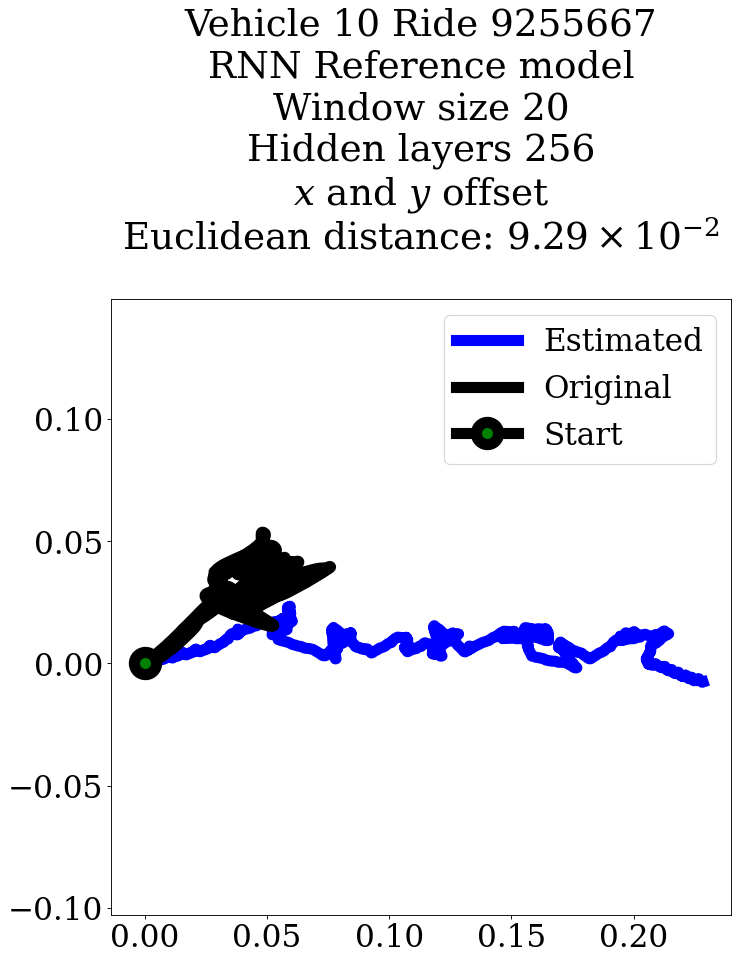 Vehicle 10 Ride 9255667
RNN Reference model
Window size 20
Hidden layers 256
x and y offset
Euclidean distance: 9.29 × 10⁻²
Estimated
Original
Start
0.10
0.05
0.00
−0.05
−0.10
0.00 0.05 0.10 0.15 0.20